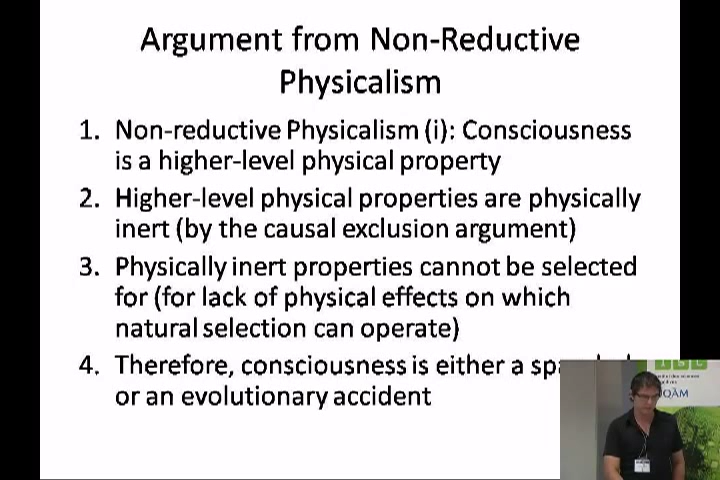 Argument from Non-Reductive
Physicalism
1. Non-reductive Physicalism (i): Consciousness
is a higher-level physical property
2. Higher-level physical properties are physically
inert (by the causal exclusion argument)
3. Physically inert properties cannot be selected
for (for lack of physical effects on which
natural selection can operate)
4. Therefore, consciousness is either a
or an evolutionary accident
UQÀM